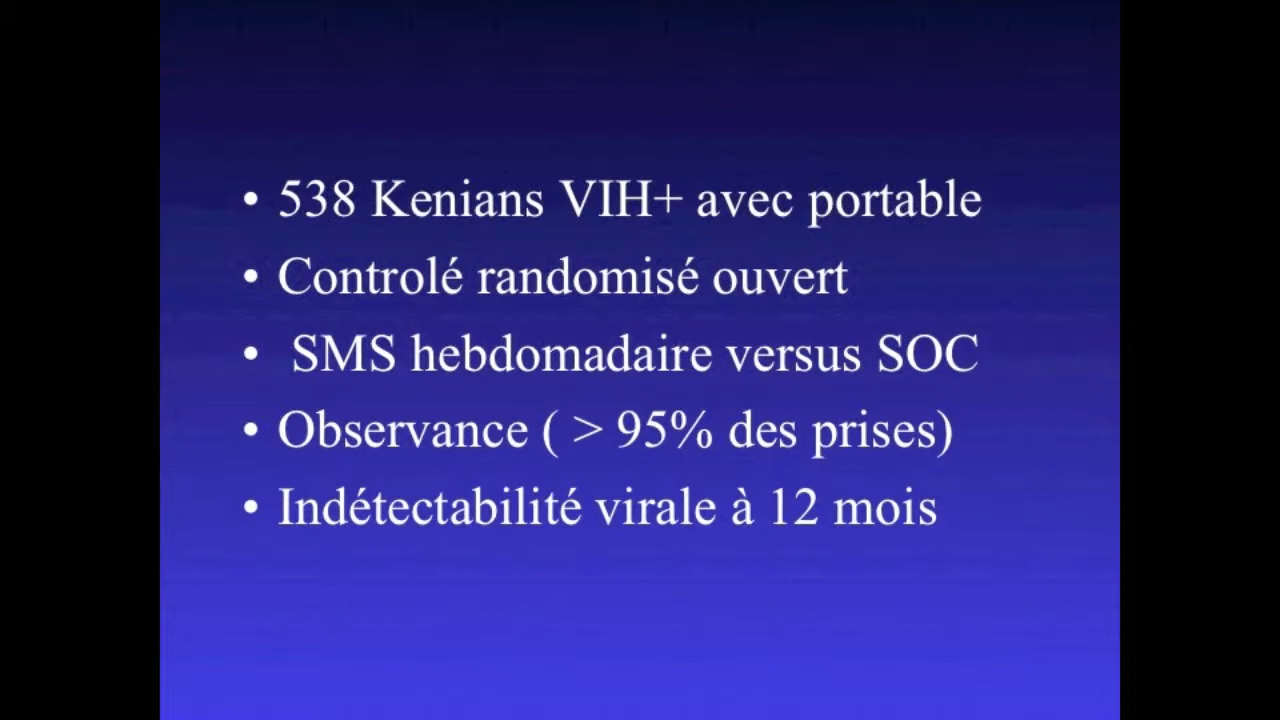 • 538 Kenians VIH+ avec portable
• Controlé randomisé ouvert
• SMS hebdomadaire versus SOC
• Observance ( > 95% des prises)
• Indétectabilité virale à 12 mois